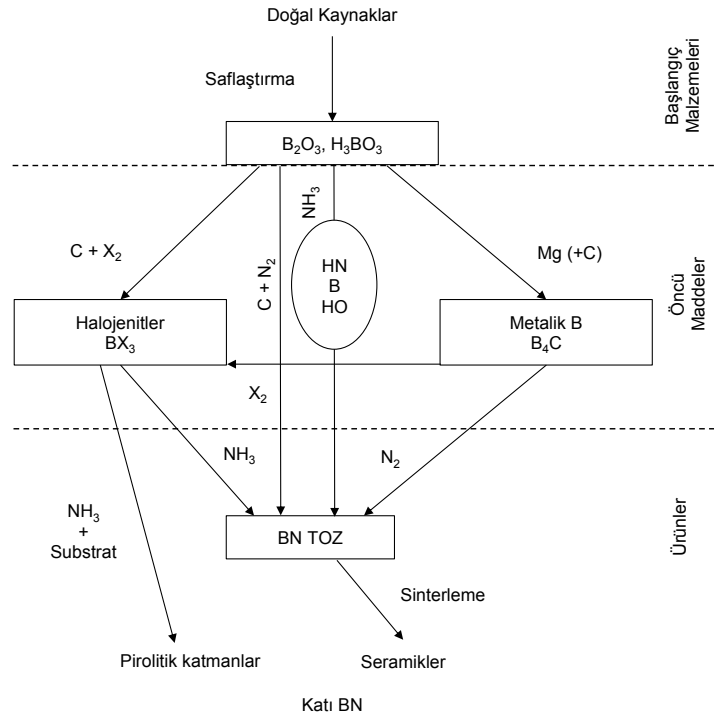 Doğal Kaynaklar
Saflaştırma
Başlangıç
Malzemeleri
B₂O₃, H₃BO₃
NH₃
C + X₂
C + N₂
HN
B
HO
Mg (+C)
Öncü
Maddeler
Halojenitler
BX₃
Metalik B
B₄C
X₂
NH₃
N₂
NH₃
+
Substrat
BN TOZ
Ürünler
Sinterleme
Pirolitik katmanlar
Seramikler
Katı BN